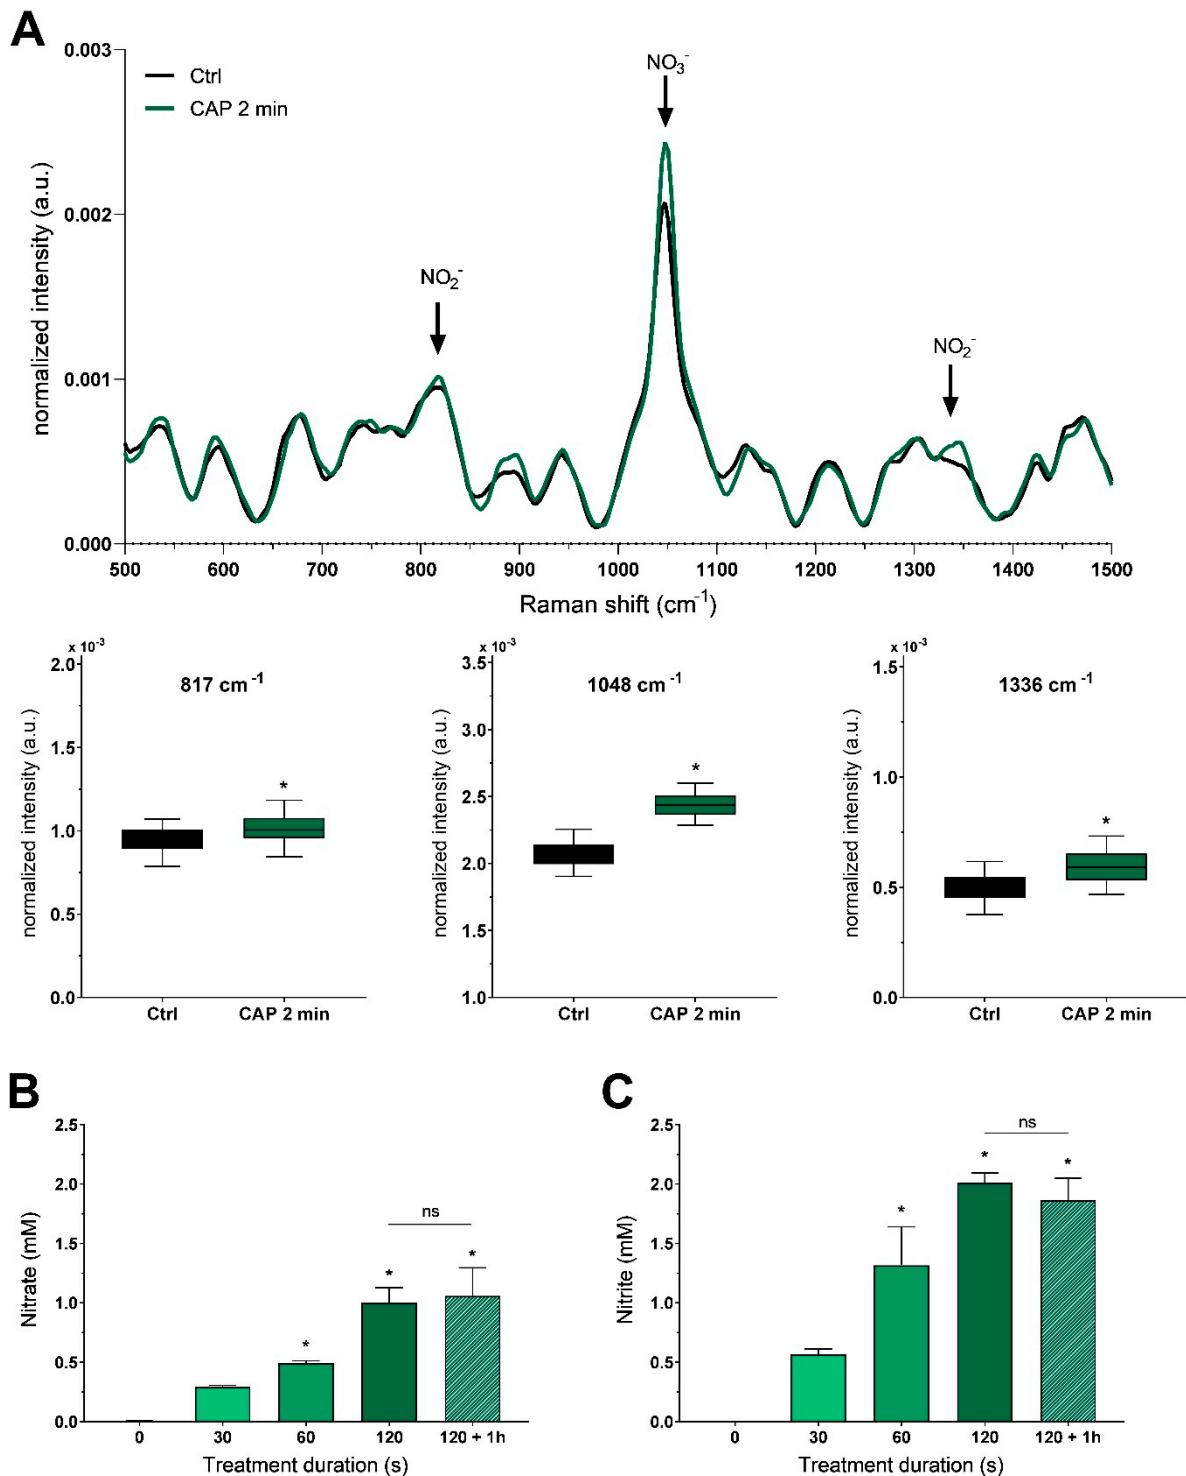 A
Ctrl
CAP 2 min
NO₃⁻
NO₂⁻
NO₂⁻
normalized intensity (a.u.)
0.003
0.002
0.001
0.000
500 600 700 800 900 1000 1100 1200 1300 1400 1500
Raman shift (cm⁻¹)
x 10⁻³
817 cm⁻¹
normalized intensity (a.u.)
2.0
1.5
1.0
0.5
0.0
*
Ctrl CAP 2 min
x 10⁻³
1048 cm⁻¹
normalized intensity (a.u.)
3.5
3.0
2.5
2.0
1.5
1.0
*
Ctrl CAP 2 min
x 10⁻³
1336 cm⁻¹
normalized intensity (a.u.)
1.5
1.0
0.5
0.0
*
Ctrl CAP 2 min
B
Nitrate (mM)
2.5
2.0
1.5
1.0
0.5
0.0
ns
* * *
0 30 60 120 120 + 1h
Treatment duration (s)
C
Nitrite (mM)
2.5
2.0
1.5
1.0
0.5
0.0
ns
* * *
0 30 60 120 120 + 1h
Treatment duration (s)